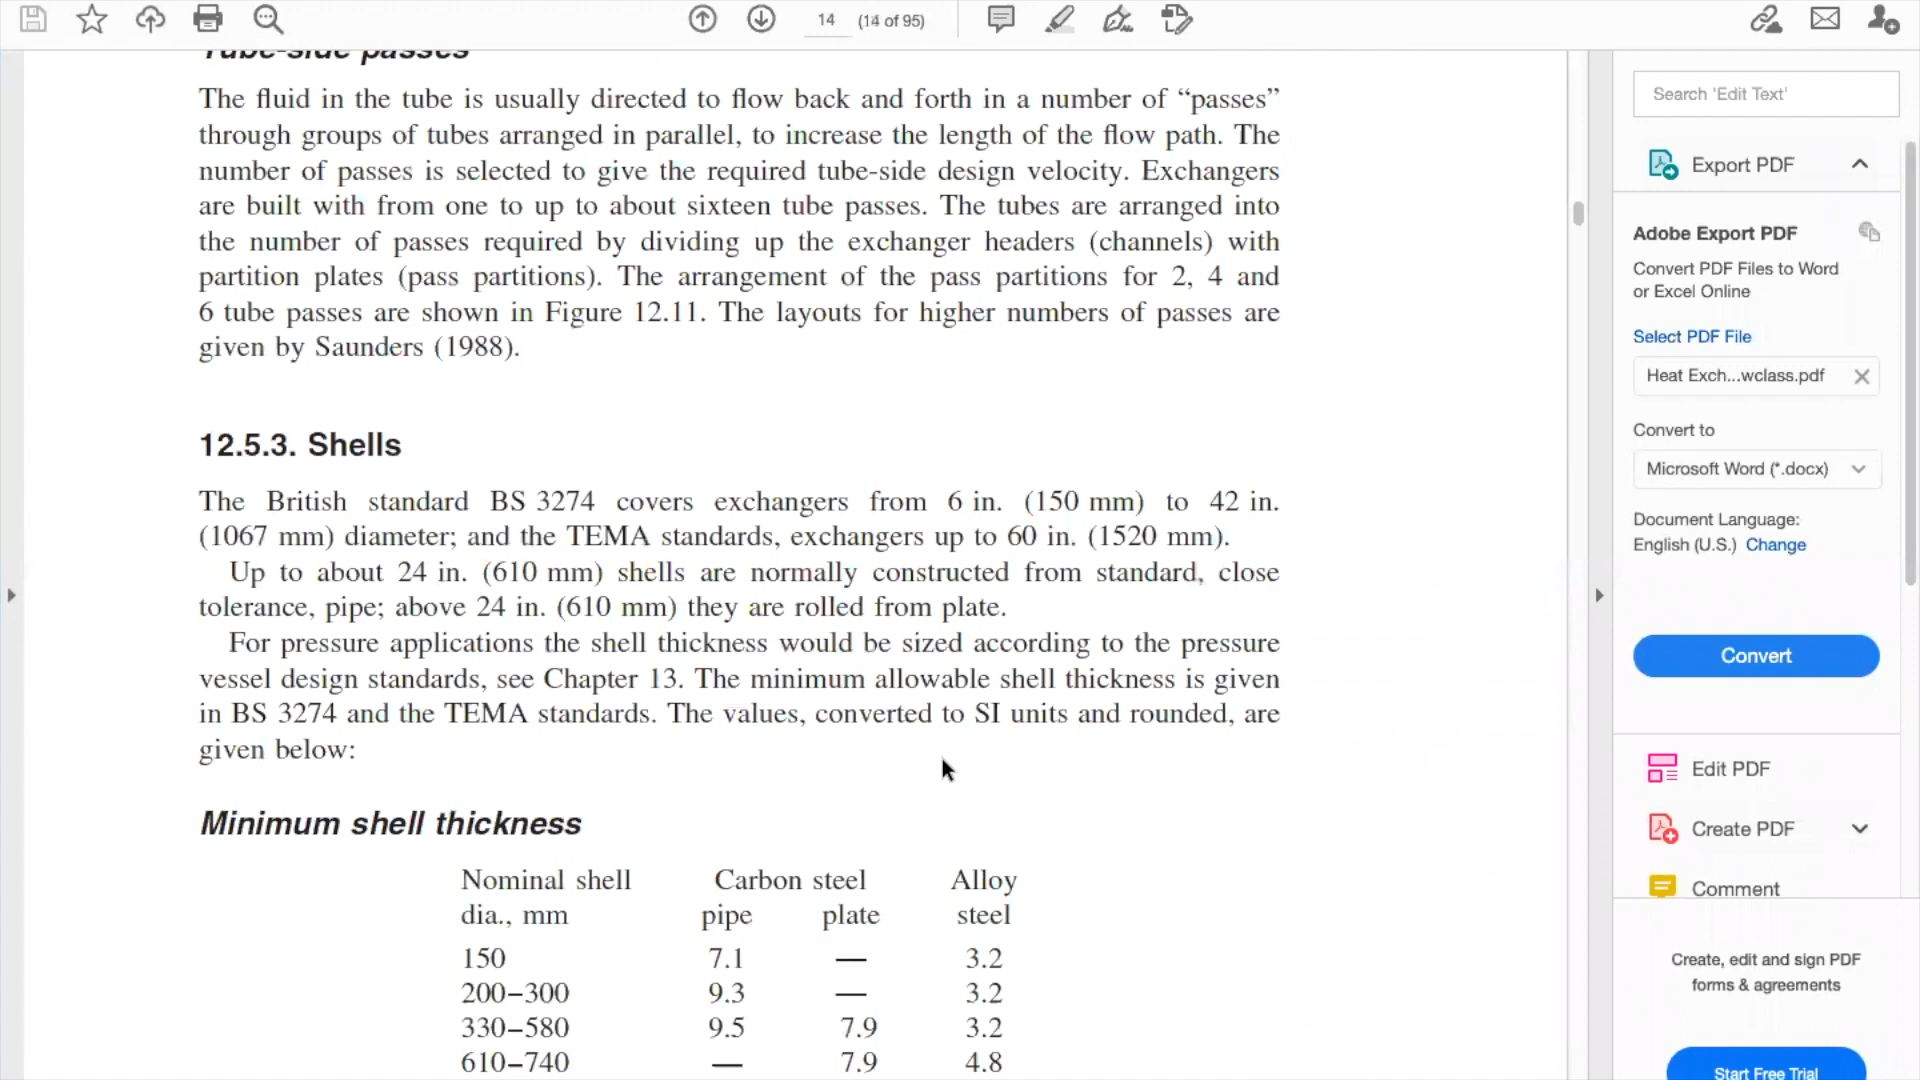 14 (14 of 95)
Tube-side passes
The fluid in the tube is usually directed to flow back and forth in a number of “passes”
through groups of tubes arranged in parallel, to increase the length of the flow path. The
number of passes is selected to give the required tube-side design velocity. Exchangers
are built with from one to up to about sixteen tube passes. The tubes are arranged into
the number of passes required by dividing up the exchanger headers (channels) with
partition plates (pass partitions). The arrangement of the pass partitions for 2, 4 and
6 tube passes are shown in Figure 12.11. The layouts for higher numbers of passes are
given by Saunders (1988).
12.5.3. Shells
The British standard BS 3274 covers exchangers from 6 in. (150 mm) to 42 in.
(1067 mm) diameter; and the TEMA standards, exchangers up to 60 in. (1520 mm).
Up to about 24 in. (610 mm) shells are normally constructed from standard, close
tolerance, pipe; above 24 in. (610 mm) they are rolled from plate.
For pressure applications the shell thickness would be sized according to the pressure
vessel design standards, see Chapter 13. The minimum allowable shell thickness is given
in BS 3274 and the TEMA standards. The values, converted to SI units and rounded, are
given below:
Minimum shell thickness
Nominal shell Carbon steel Alloy
dia., mm pipe plate steel
150 7.1 — 3.2
200–300 9.3 — 3.2
330–580 9.5 7.9 3.2
610–740 — 7.9 4.8
Search 'Edit Text'
Export PDF
Adobe Export PDF
Convert PDF Files to Word
or Excel Online
Select PDF File
Heat Exch...wclass.pdf
Convert to
Microsoft Word (*.docx)
Document Language:
English (U.S.) Change
Convert
Edit PDF
Create PDF
Comment
Create, edit and sign PDF
forms & agreements
Start Free Trial